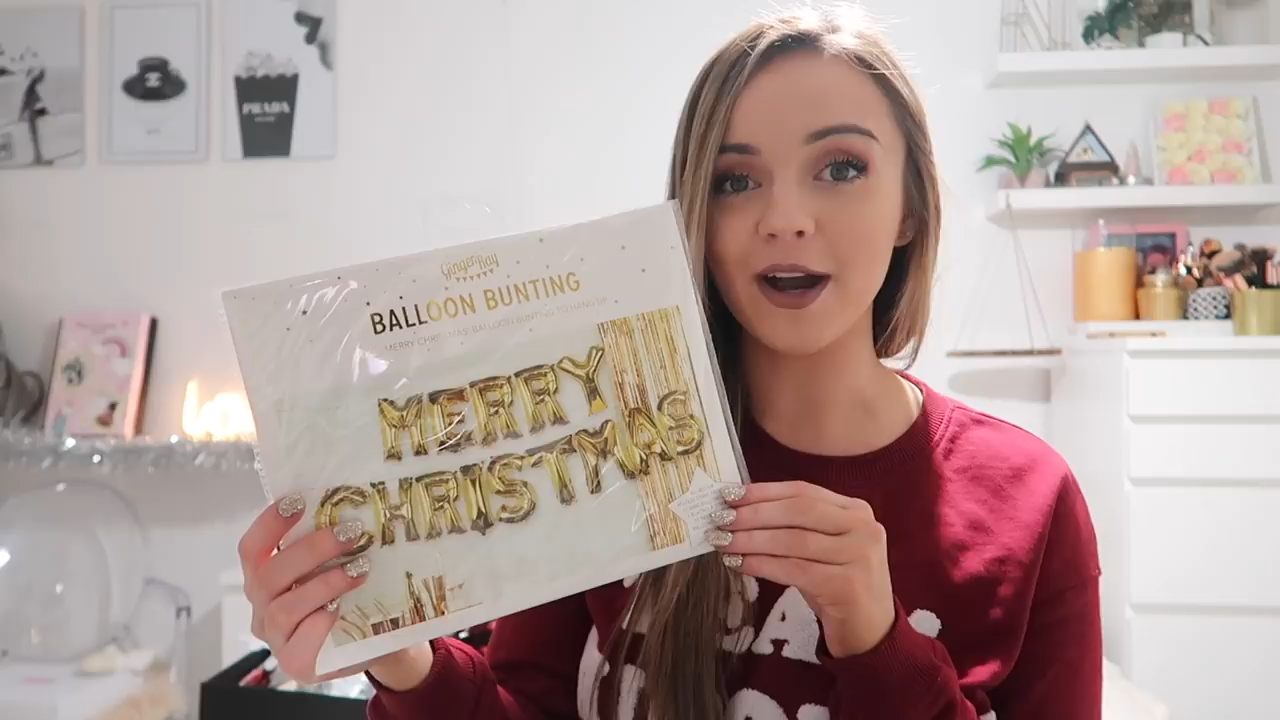 PRADA
Ginger Ray
BALLOON BUNTING
MERRY CHRISTMAS BALLOON BUNTING TO HANG UP
MERRY
CHRISTMAS